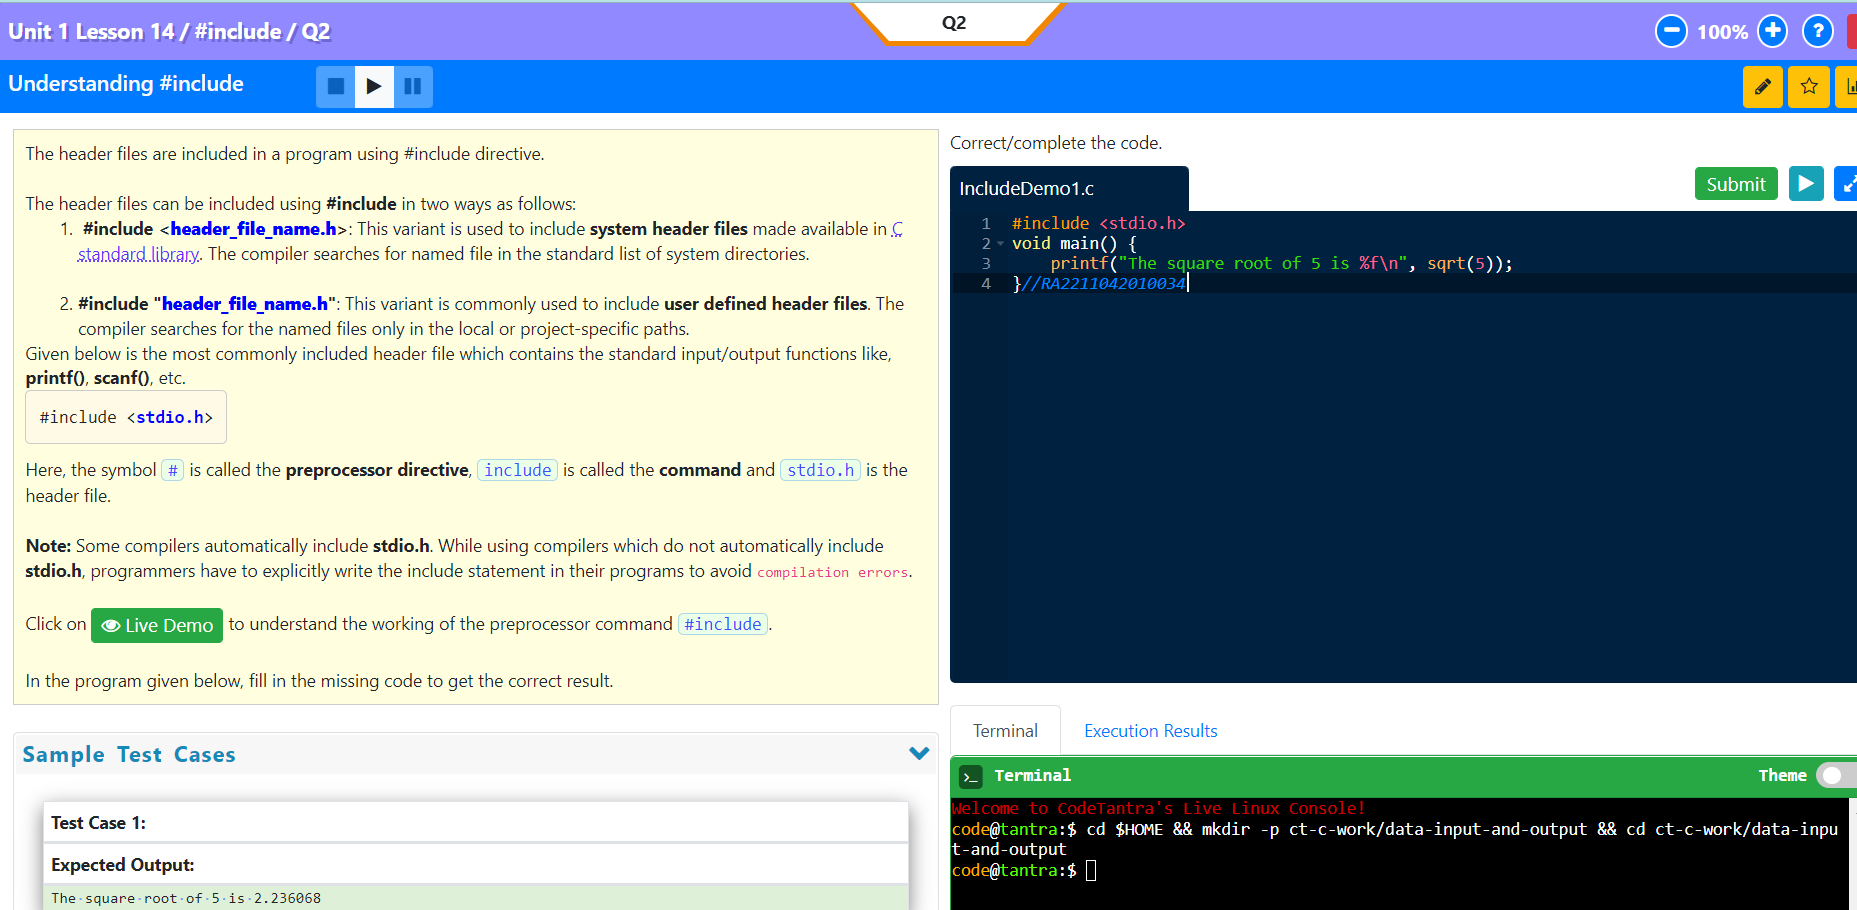 Unit 1 Lesson 14 / #include / Q2
Q2
100%
?
Understanding #include
The header files are included in a program using #include directive.
The header files can be included using #include in two ways as follows:
1. #include <header_file_name.h>: This variant is used to include system header files made available in C
standard library. The compiler searches for named file in the standard list of system directories.
2. #include "header_file_name.h": This variant is commonly used to include user defined header files. The
compiler searches for the named files only in the local or project-specific paths.
Given below is the most commonly included header file which contains the standard input/output functions like,
printf(), scanf(), etc.
#include <stdio.h>
Here, the symbol # is called the preprocessor directive, include is called the command and stdio.h is the
header file.
Note: Some compilers automatically include stdio.h. While using compilers which do not automatically include
stdio.h, programmers have to explicitly write the include statement in their programs to avoid compilation errors.
Click on Live Demo to understand the working of the preprocessor command #include.
In the program given below, fill in the missing code to get the correct result.
Sample Test Cases
Test Case 1:
Expected Output:
The·square·root·of·5·is·2.236068
Correct/complete the code.
IncludeDemo1.c
Submit
1 #include <stdio.h>
2 void main() {
3 printf("The square root of 5 is %f\n", sqrt(5));
4 }//RA2211042010034
Terminal
Execution Results
>_ Terminal
Theme
Welcome to CodeTantra's Live Linux Console!
code@tantra:$ cd $HOME && mkdir -p ct-c-work/data-input-and-output && cd ct-c-work/data-inpu
t-and-output
code@tantra:$